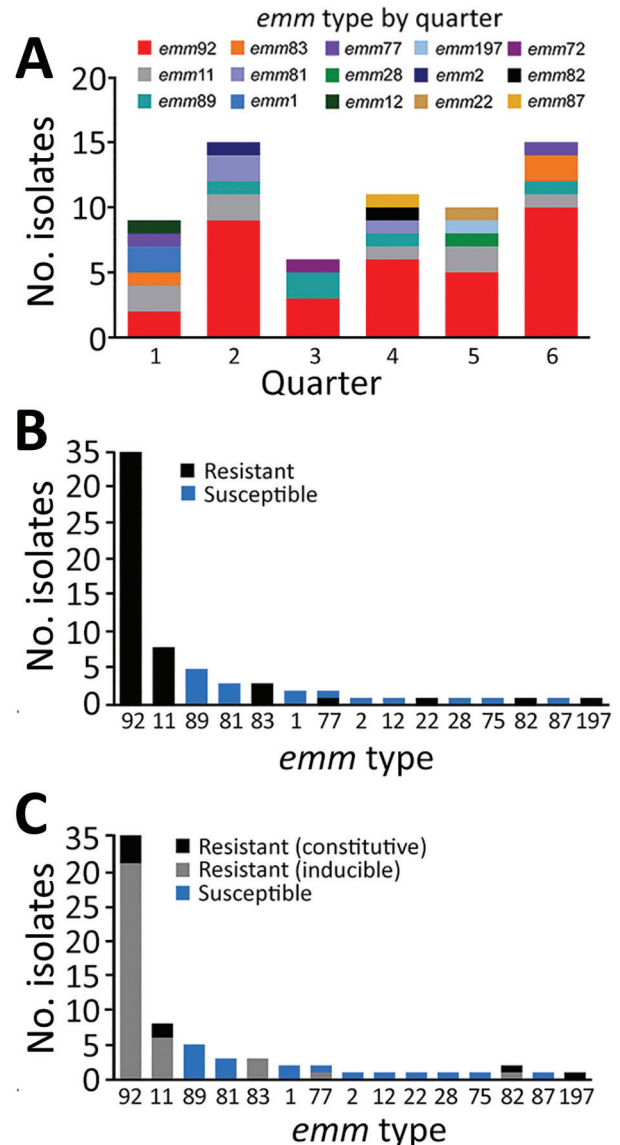 A
emm type by quarter
emm92 emm83 emm77 emm197 emm72
emm11 emm81 emm28 emm2 emm82
emm89 emm1 emm12 emm22 emm87
No. isolates
20
15
10
5
0
1 2 3 4 5 6
Quarter
B
No. isolates
35
20
25
20
15
10
5
0
Resistant
Susceptible
92 11 89 81 83 1 77 2 12 22 28 75 82 87 197
emm type
C
No. isolates
35
20
25
20
15
10
5
0
Resistant (constitutive)
Resistant (inducible)
Susceptible
92 11 89 81 83 1 77 2 12 22 28 75 82 87 197
emm type